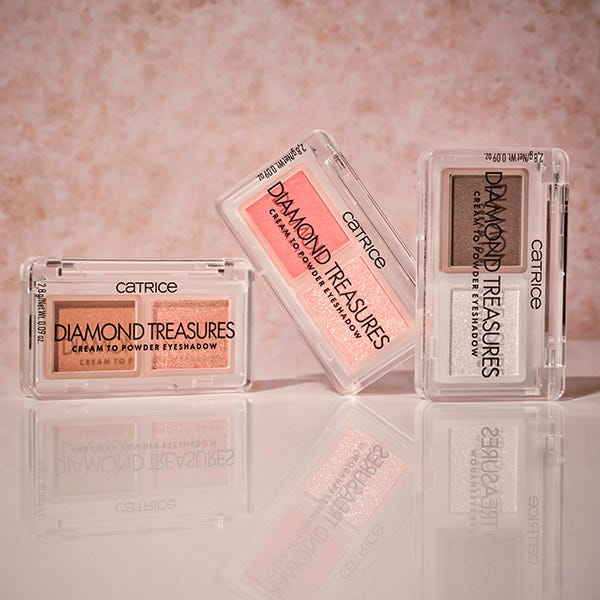 2,8 g/Net Wt. 0.09 oz.
CATRICE
DIAMOND TREASURES
CREAM TO POWDER EYESHADOW
CREAM TO
2,8 g/Net Wt. 0.09 oz.
CATRICE
DIAMOND TREASURES
CREAM TO POWDER EYESHADOW
2,8 g/Net Wt. 0.09 oz.
CATRICE
DIAMOND TREASURES
CREAM TO POWDER EYESHADOW